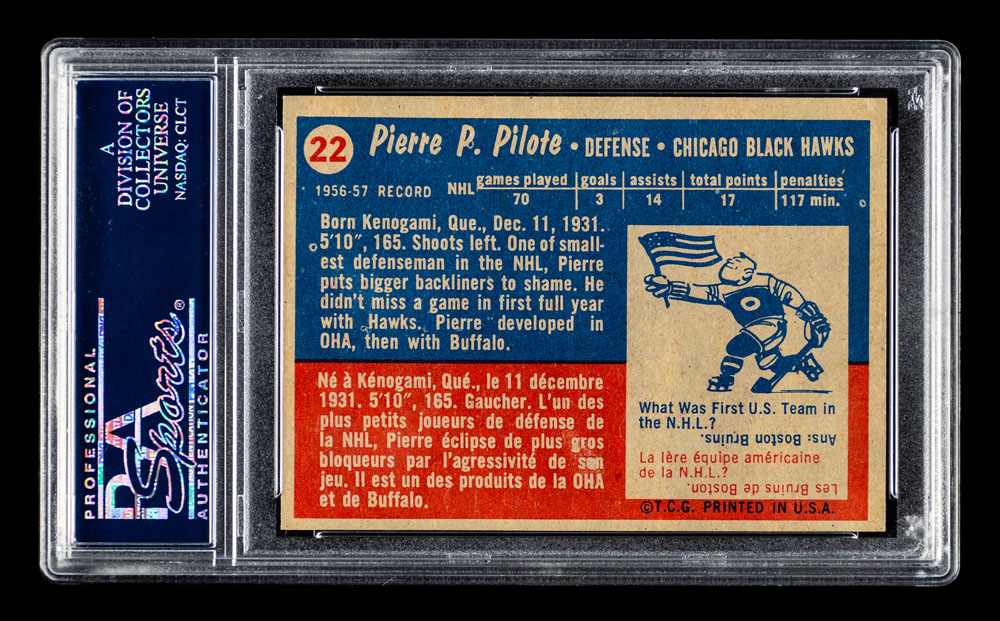 A
DIVISION OF
COLLECTORS
UNIVERSE
NASDAQ: CLCT
PROFESSIONAL
PSA
Sports®
AUTHENTICATOR
22 Pierre P. Pilote • DEFENSE • CHICAGO BLACK HAWKS
1956-57 RECORD NHL games played goals assists total points penalties
70 3 14 17 117 min.
Born Kenogami, Que., Dec. 11, 1931.
5'10", 165. Shoots left. One of small-
est defenseman in the NHL, Pierre
puts bigger backliners to shame. He
didn't miss a game in first full year
with Hawks. Pierre developed in
OHA, then with Buffalo.
Né à Kénogami, Qué., le 11 décembre
1931. 5'10", 165. Gaucher. L'un des
plus petits joueurs de défense de
la NHL, Pierre éclipse de plus gros
bloqueurs par l'agressivité de son
jeu. Il est un des produits de la OHA
et de Buffalo.
What Was First U.S. Team in
the N.H.L.?
Ans: Boston Bruins.
La lère équipe américaine
de la N.H.L.?
Les Bruins de Boston.
©T.C.G. PRINTED IN U.S.A.